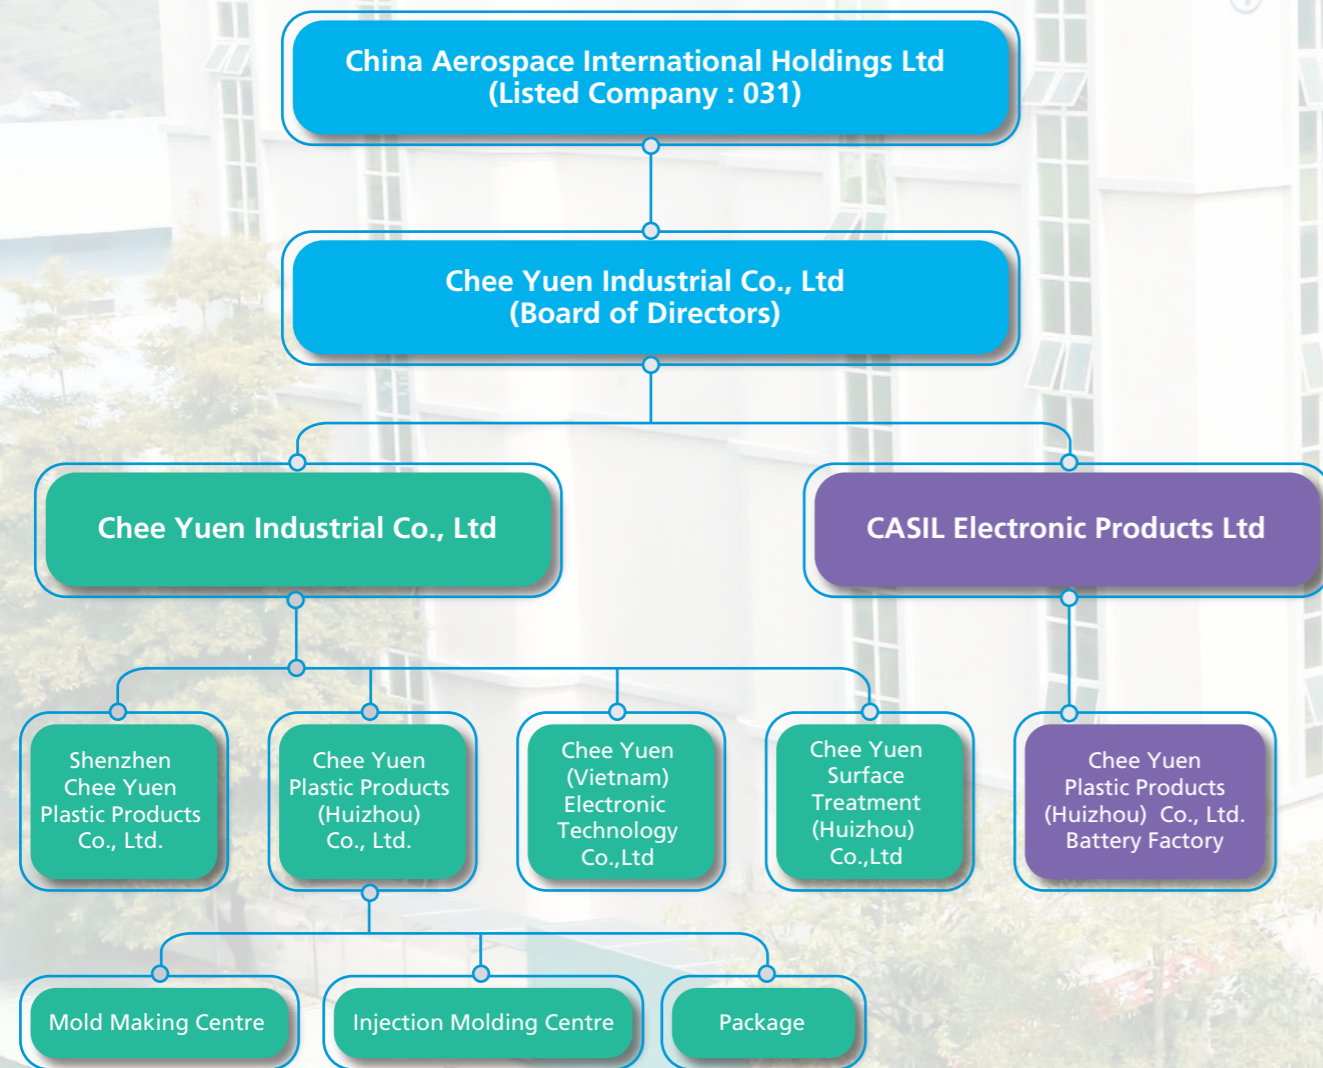 China Aerospace International Holdings Ltd
(Listed Company : 031)
Chee Yuen Industrial Co., Ltd
(Board of Directors)
Chee Yuen Industrial Co., Ltd
CASIL Electronic Products Ltd
Shenzhen
Chee Yuen
Plastic Products
Co., Ltd.
Chee Yuen
Plastic Products
(Huizhou)
Co., Ltd.
Chee Yuen
(Vietnam)
Electronic
Technology
Co.,Ltd
Chee Yuen
Surface
Treatment
(Huizhou)
Co.,Ltd
Chee Yuen
Plastic Products
(Huizhou) Co., Ltd.
Battery Factory
Mold Making Centre
Injection Molding Centre
Package